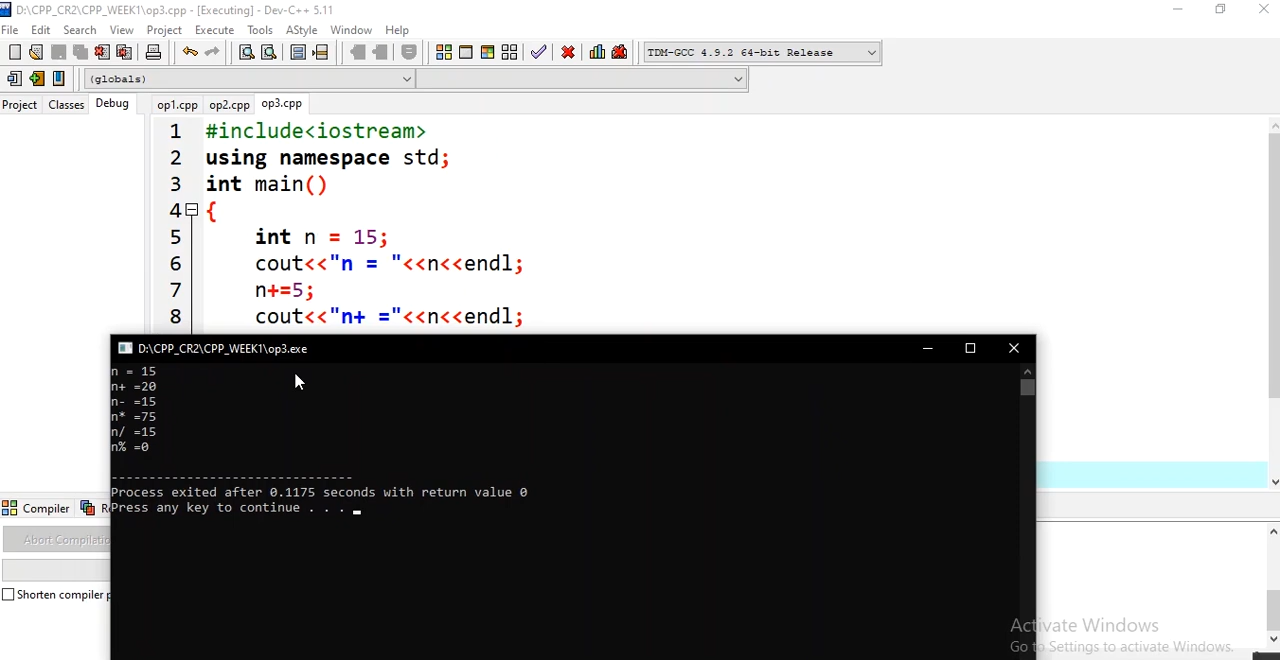 D:\CPP_CR2\CPP_WEEK1\op3.cpp - [Executing] - Dev-C++ 5.11
File Edit Search View Project Execute Tools AStyle Window Help
TDM-GCC 4.9.2 64-bit Release
(globals)
Project Classes Debug op1.cpp op2.cpp op3.cpp
1 #include<iostream>
2 using namespace std;
3 int main()
4 {
5 int n = 15;
6 cout<<"n = "<<n<<endl;
7 n+=5;
8 cout<<"n+ ="<<n<<endl;
D:\CPP_CR2\CPP_WEEK1\op3.exe
n = 15
n+ =20
n- =15
n* =75
n/ =15
n% =0
--------------------------------
Process exited after 0.1175 seconds with return value 0
Press any key to continue . . .
Compiler
Abort
Shorten compiler
Activate Windows
Go to Settings to activate Windows.